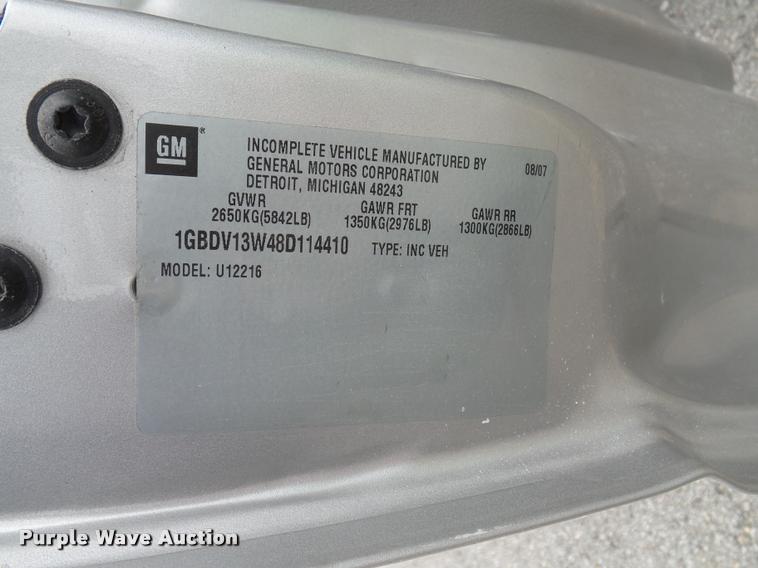 GM ®
INCOMPLETE VEHICLE MANUFACTURED BY
GENERAL MOTORS CORPORATION
DETROIT, MICHIGAN 48243
08/07
GVWR GAWR FRT GAWR RR
2650KG(5842LB) 1350KG(2976LB) 1300KG(2866LB)
1GBDV13W48D114410 TYPE: INC VEH
MODEL: U12216
Purple Wave Auction